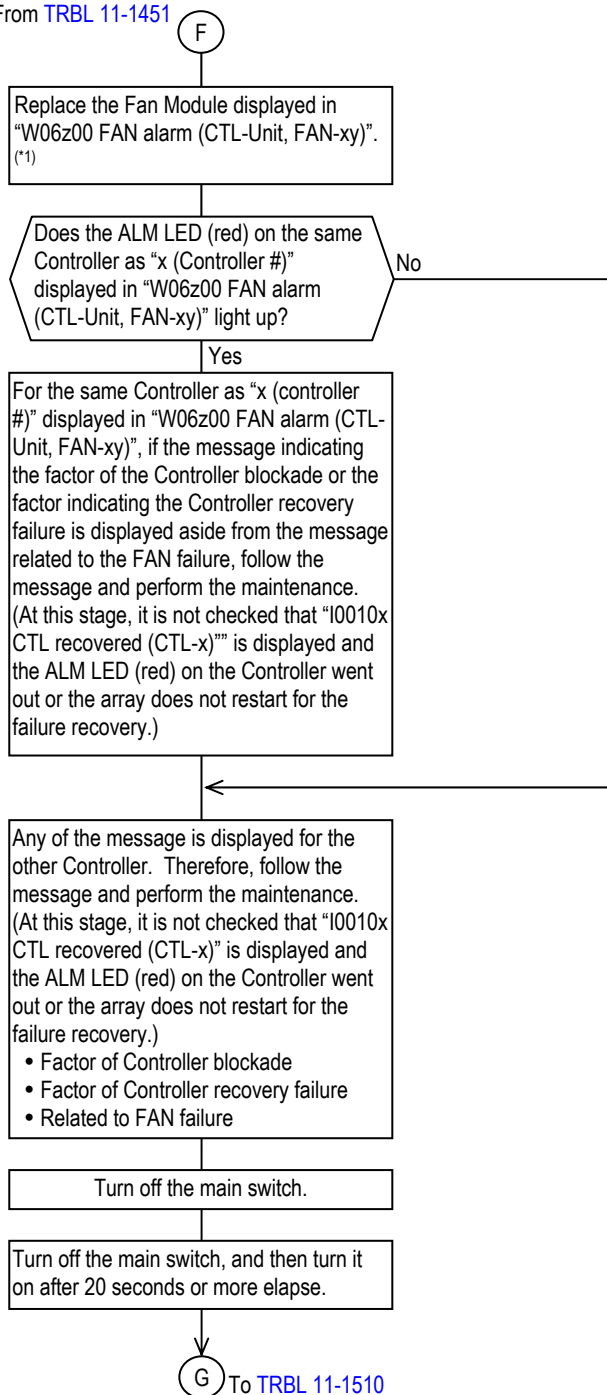 From TRBL 11-1451
F
Replace the Fan Module displayed in
“W06z00 FAN alarm (CTL-Unit, FAN-xy)”.
(*1)
Does the ALM LED (red) on the same
Controller as “x (Controller #)”
displayed in “W06z00 FAN alarm
(CTL-Unit, FAN-xy)” light up?
No
Yes
For the same Controller as “x (controller
#)” displayed in “W06z00 FAN alarm (CTL-
Unit, FAN-xy)”, if the message indicating
the factor of the Controller blockade or the
factor indicating the Controller recovery
failure is displayed aside from the message
related to the FAN failure, follow the
message and perform the maintenance.
(At this stage, it is not checked that “I0010x
CTL recovered (CTL-x)”” is displayed and
the ALM LED (red) on the Controller went
out or the array does not restart for the
failure recovery.)
Any of the message is displayed for the
other Controller.  Therefore, follow the
message and perform the maintenance.
(At this stage, it is not checked that “I0010x
CTL recovered (CTL-x)” is displayed and
the ALM LED (red) on the Controller went
out or the array does not restart for the
failure recovery.)
• Factor of Controller blockade
• Factor of Controller recovery failure
• Related to FAN failure
Turn off the main switch.
Turn off the main switch, and then turn it
on after 20 seconds or more elapse.
G To TRBL 11-1510